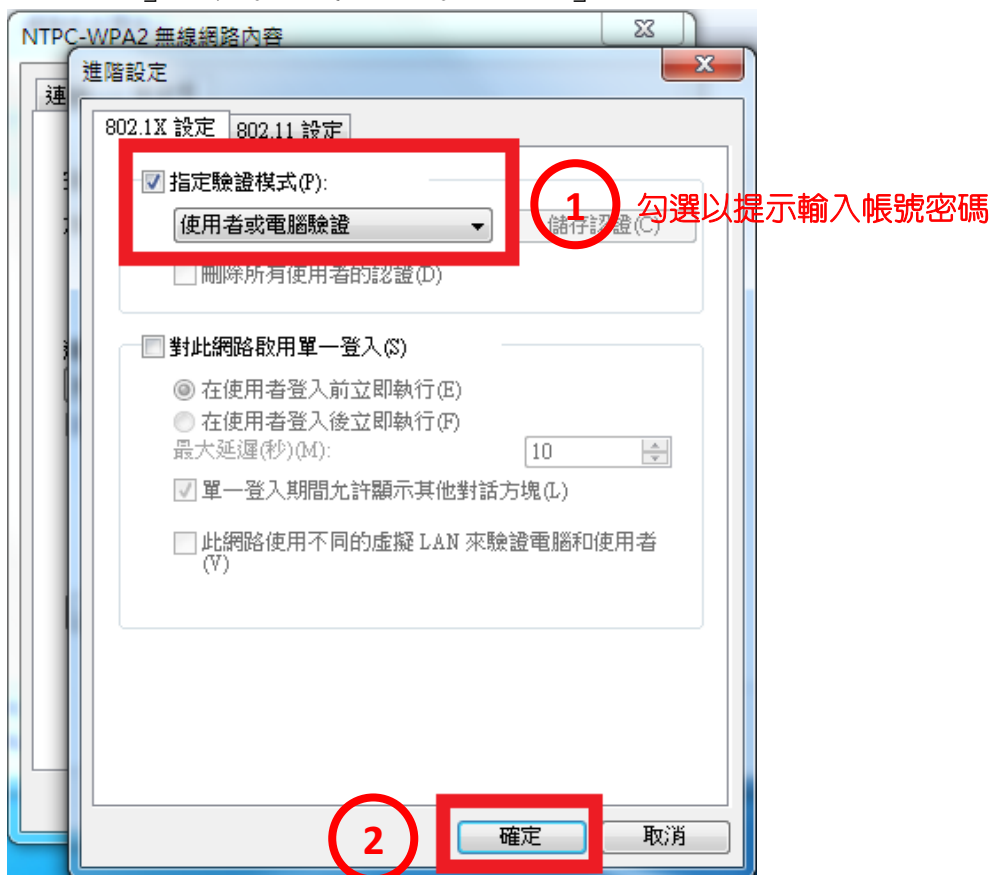 NTPC-WPA2 無線網路內容
進階設定
連
802.1X 設定 802.11 設定
指定驗證模式(P):
使用者或電腦驗證
儲存認證(C)
1 勾選以提示輸入帳號密碼
刪除所有使用者的認證(D)
對此網路啟用單一登入(S)
在使用者登入前立即執行(E)
在使用者登入後立即執行(F)
最大延遲(秒)(M): 10
單一登入期間允許顯示其他對話方塊(L)
此網路使用不同的虛擬 LAN 來驗證電腦和使用者
(V)
2
確定 取消